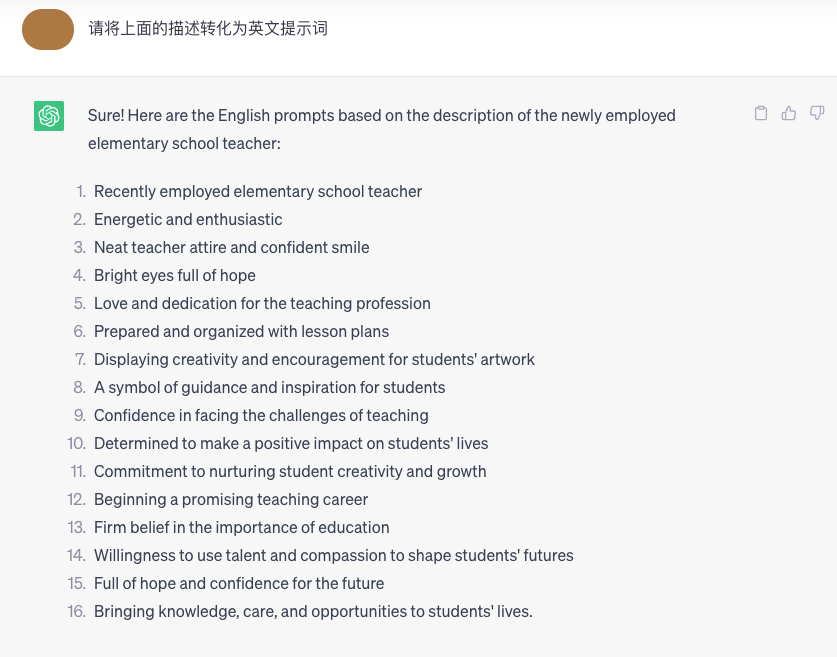 请将上面的描述转化为英文提示词
Sure! Here are the English prompts based on the description of the newly employed
elementary school teacher:
1. Recently employed elementary school teacher
2. Energetic and enthusiastic
3. Neat teacher attire and confident smile
4. Bright eyes full of hope
5. Love and dedication for the teaching profession
6. Prepared and organized with lesson plans
7. Displaying creativity and encouragement for students' artwork
8. A symbol of guidance and inspiration for students
9. Confidence in facing the challenges of teaching
10. Determined to make a positive impact on students' lives
11. Commitment to nurturing student creativity and growth
12. Beginning a promising teaching career
13. Firm belief in the importance of education
14. Willingness to use talent and compassion to shape students' futures
15. Full of hope and confidence for the future
16. Bringing knowledge, care, and opportunities to students' lives.